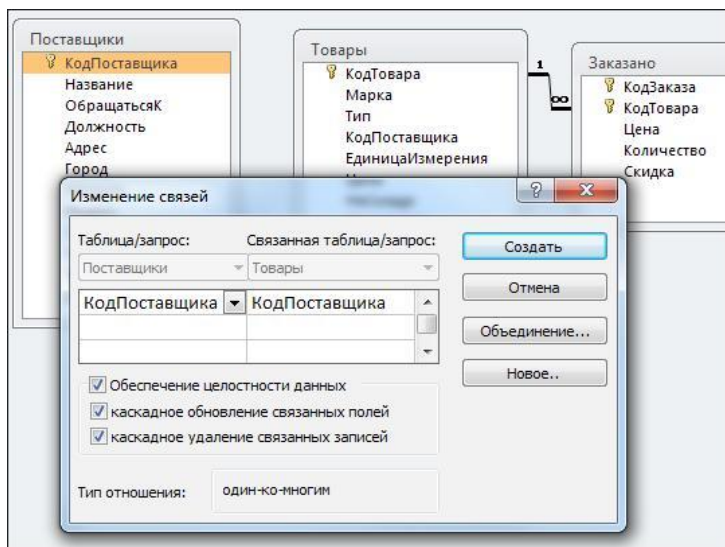 Поставщики
КодПоставщика
Название
ОбращатьсяК
Должность
Адрес
Город
Товары
КодТовара
Марка
Тип
КодПоставщика
ЕдиницаИзмерения
1
∞
Заказано
КодЗаказа
КодТовара
Цена
Количество
Скидка
Изменение связей
?
Таблица/запрос:
Связанная таблица/запрос:
Поставщики
Товары
КодПоставщика
КодПоставщика
Обеспечение целостности данных
каскадное обновление связанных полей
каскадное удаление связанных записей
Тип отношения:
один-ко-многим
Создать
Отмена
Объединение...
Новое..